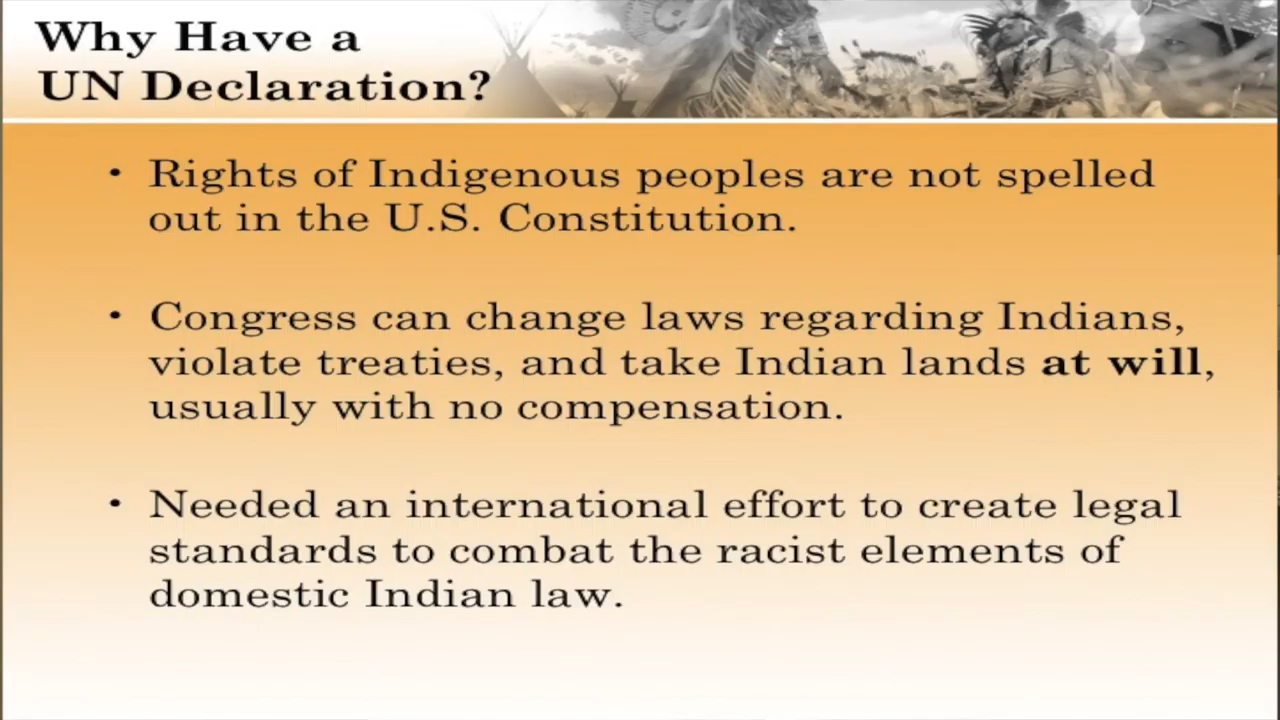 Why Have a
UN Declaration?
• Rights of Indigenous peoples are not spelled
out in the U.S. Constitution.
• Congress can change laws regarding Indians,
violate treaties, and take Indian lands at will,
usually with no compensation.
• Needed an international effort to create legal
standards to combat the racist elements of
domestic Indian law.